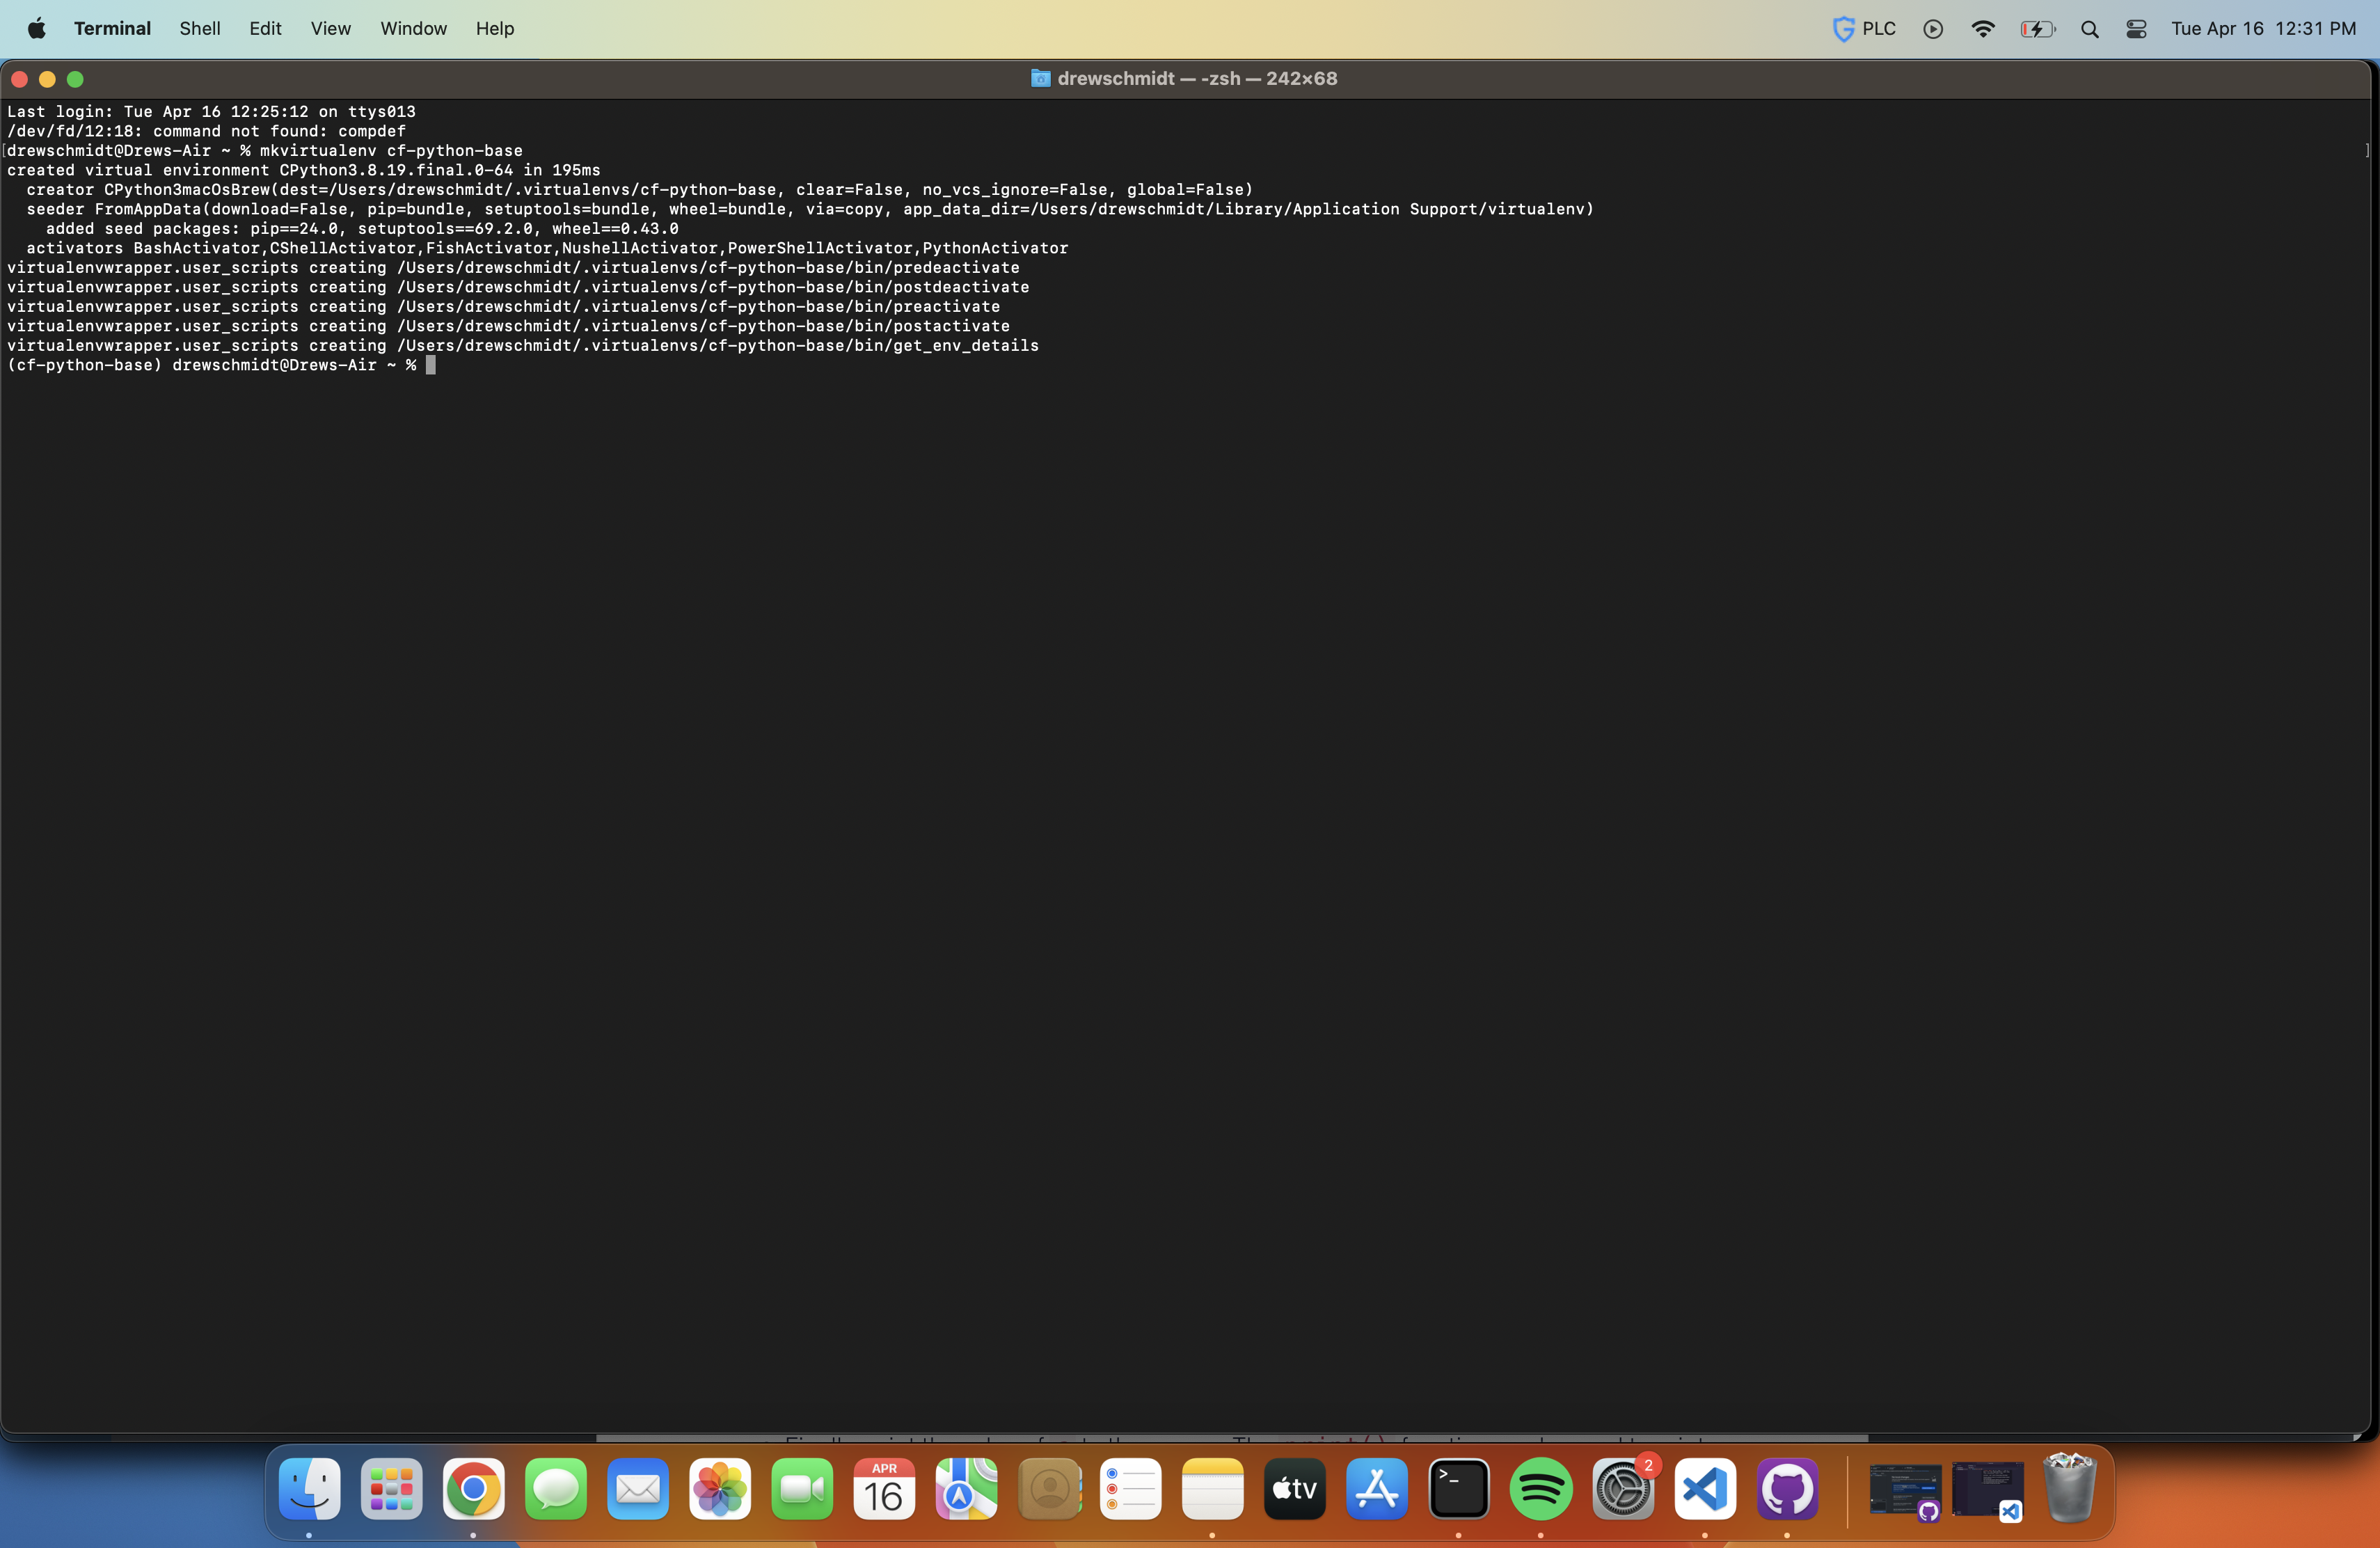 Terminal Shell Edit View Window Help PLC Tue Apr 16 12:31 PM
drewschmidt — -zsh — 242×68
Last login: Tue Apr 16 12:25:12 on ttys013
/dev/fd/12:18: command not found: compdef
[drewschmidt@Drews-Air ~ % mkvirtualenv cf-python-base ]
created virtual environment CPython3.8.19.final.0-64 in 195ms
  creator CPython3macOsBrew(dest=/Users/drewschmidt/.virtualenvs/cf-python-base, clear=False, no_vcs_ignore=False, global=False)
  seeder FromAppData(download=False, pip=bundle, setuptools=bundle, wheel=bundle, via=copy, app_data_dir=/Users/drewschmidt/Library/Application Support/virtualenv)
    added seed packages: pip==24.0, setuptools==69.2.0, wheel==0.43.0
  activators BashActivator,CShellActivator,FishActivator,NushellActivator,PowerShellActivator,PythonActivator
virtualenvwrapper.user_scripts creating /Users/drewschmidt/.virtualenvs/cf-python-base/bin/predeactivate
virtualenvwrapper.user_scripts creating /Users/drewschmidt/.virtualenvs/cf-python-base/bin/postdeactivate
virtualenvwrapper.user_scripts creating /Users/drewschmidt/.virtualenvs/cf-python-base/bin/preactivate
virtualenvwrapper.user_scripts creating /Users/drewschmidt/.virtualenvs/cf-python-base/bin/postactivate
virtualenvwrapper.user_scripts creating /Users/drewschmidt/.virtualenvs/cf-python-base/bin/get_env_details
(cf-python-base) drewschmidt@Drews-Air ~ %
APR
16
tv
>_
2